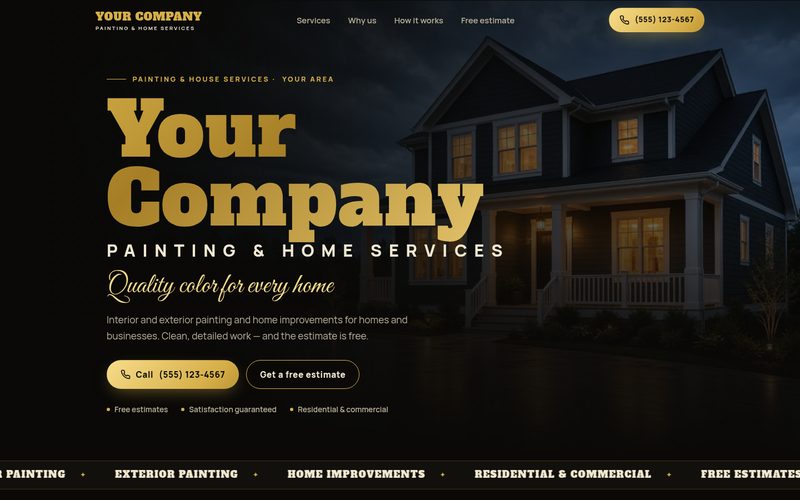 YOUR COMPANY
PAINTING & HOME SERVICES
Services Why us How it works Free estimate
(555) 123-4567
PAINTING & HOUSE SERVICES · YOUR AREA
Your
Company
PAINTING & HOME SERVICES
Quality color for every home
Interior and exterior painting and home improvements for homes and
businesses. Clean, detailed work — and the estimate is free.
Call (555) 123-4567 Get a free estimate
Free estimates Satisfaction guaranteed Residential & commercial
R PAINTING EXTERIOR PAINTING HOME IMPROVEMENTS RESIDENTIAL & COMMERCIAL FREE ESTIMATES